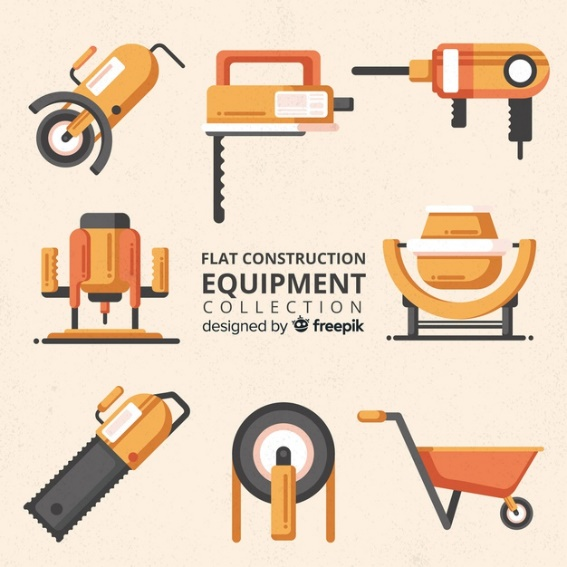 FLAT CONSTRUCTION
EQUIPMENT
COLLECTION
designed by freepik